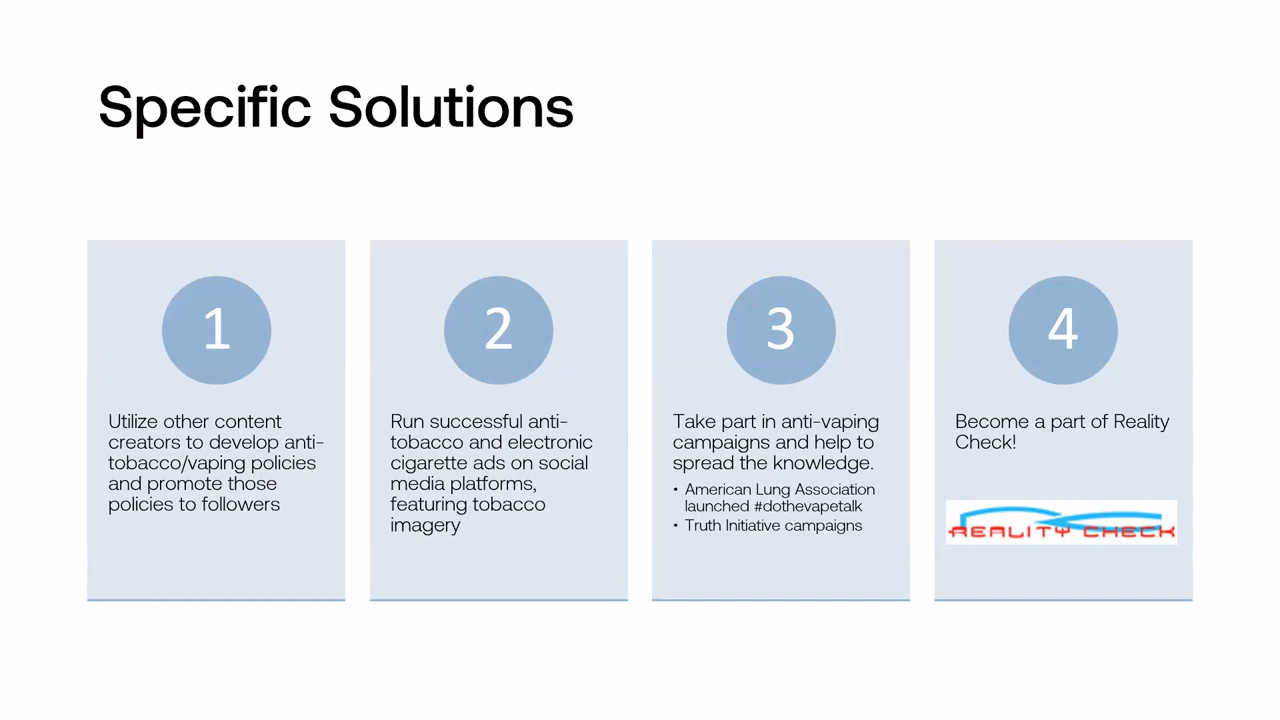 Specific Solutions
1
Utilize other content
creators to develop anti-
tobacco/vaping policies
and promote those
policies to followers
2
Run successful anti-
tobacco and electronic
cigarette ads on social
media platforms,
featuring tobacco
imagery
3
Take part in anti-vaping
campaigns and help to
spread the knowledge.
• American Lung Association
launched #dothevapetalk
• Truth Initiative campaigns
4
Become a part of Reality
Check!
REALITY CHECK